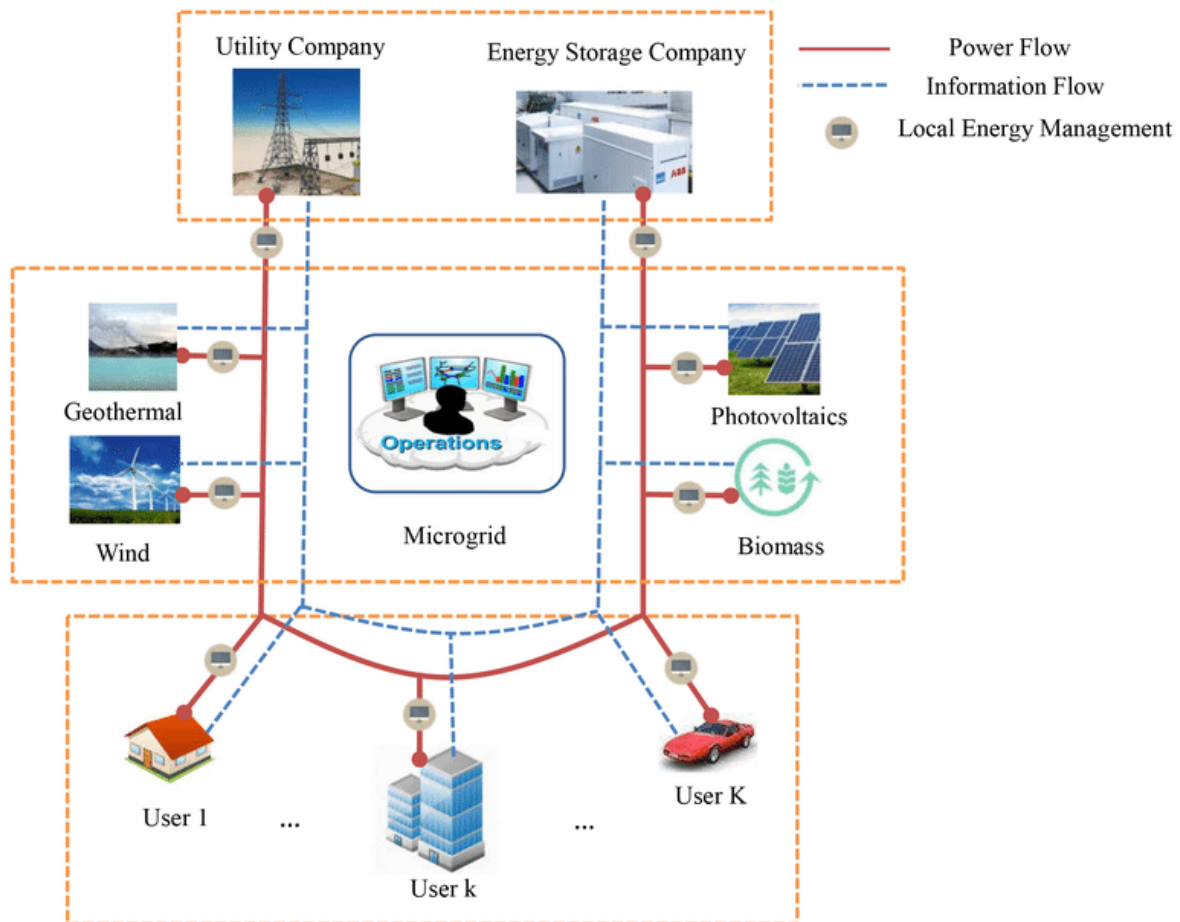 Utility Company
Energy Storage Company
Power Flow
Information Flow
Local Energy Management
ABB
Geothermal
Photovoltaics
Operations
Wind
Microgrid
Biomass
User 1
...
User k
...
User K